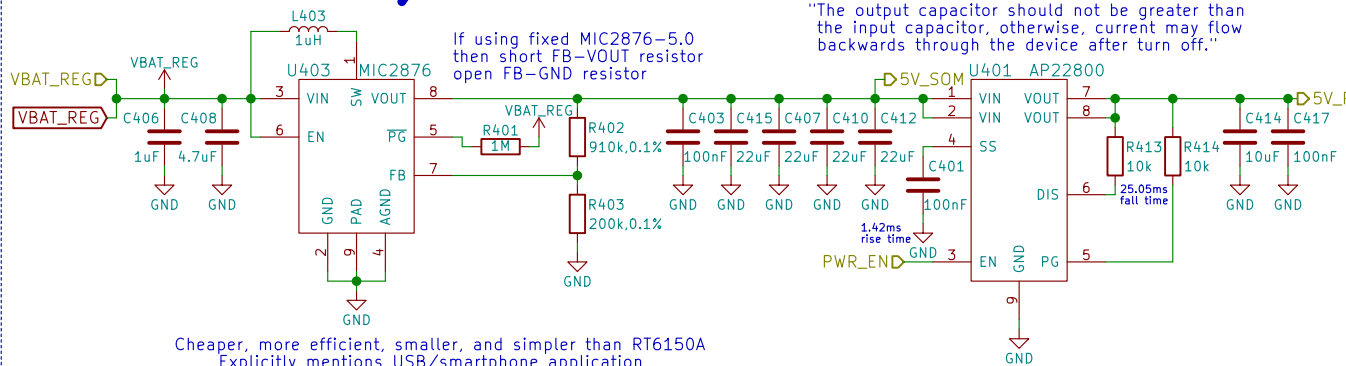 "The output capacitor should not be greater than
the input capacitor, otherwise, current may flow
backwards through the device after turn off."
L403
1uH
If using fixed MIC2876-5.0
then short FB-VOUT resistor
open FB-GND resistor
VBAT_REG
VBAT_REG
VBAT_REG
U403 MIC2876
1
SW
3 VIN
VOUT 8
6 EN
PG 5
FB 7
GND
PAD
AGND
2
9
4
GND
C406
1uF
GND
C408
4.7uF
GND
R401
1M
VBAT_REG
R402
910k,0.1%
R403
200k,0.1%
GND
C403
100nF
GND
C415
22uF
GND
C407
22uF
GND
C410
22uF
GND
C412
22uF
GND
5V_SOM
U401 AP22800
1 VIN
2 VIN
4 SS
3 EN
VOUT 7
VOUT 8
DIS 6
PG 5
GND
9
GND
C401
100nF
GND
1.42ms
rise time
PWR_EN
R413
10k
R414
10k
25.05ms
fall time
C414
10uF
GND
C417
100nF
GND
Cheaper, more efficient, smaller, and simpler than RT6150A
Explicitly mentions USB/smartphone application